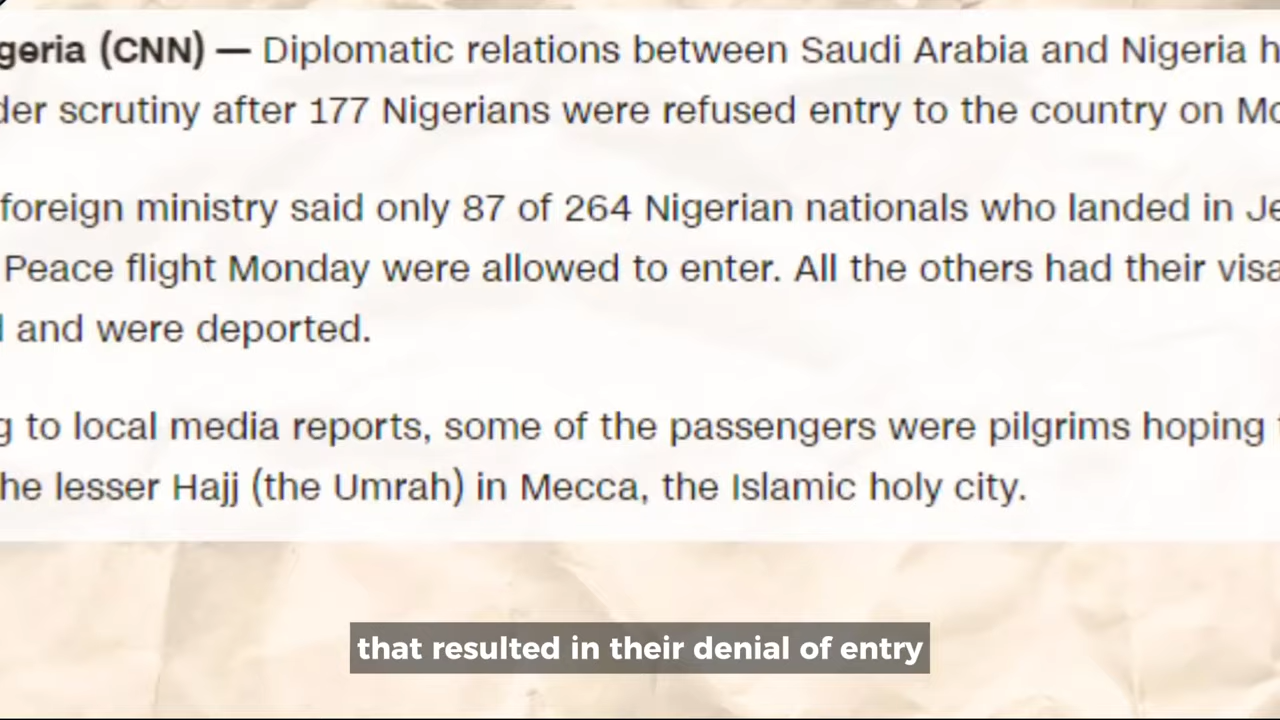 geria (CNN) — Diplomatic relations between Saudi Arabia and Nigeria h
der scrutiny after 177 Nigerians were refused entry to the country on Mo
foreign ministry said only 87 of 264 Nigerian nationals who landed in Je
Peace flight Monday were allowed to enter. All the others had their visa
and were deported.
g to local media reports, some of the passengers were pilgrims hoping
he lesser Hajj (the Umrah) in Mecca, the Islamic holy city.
that resulted in their denial of entry